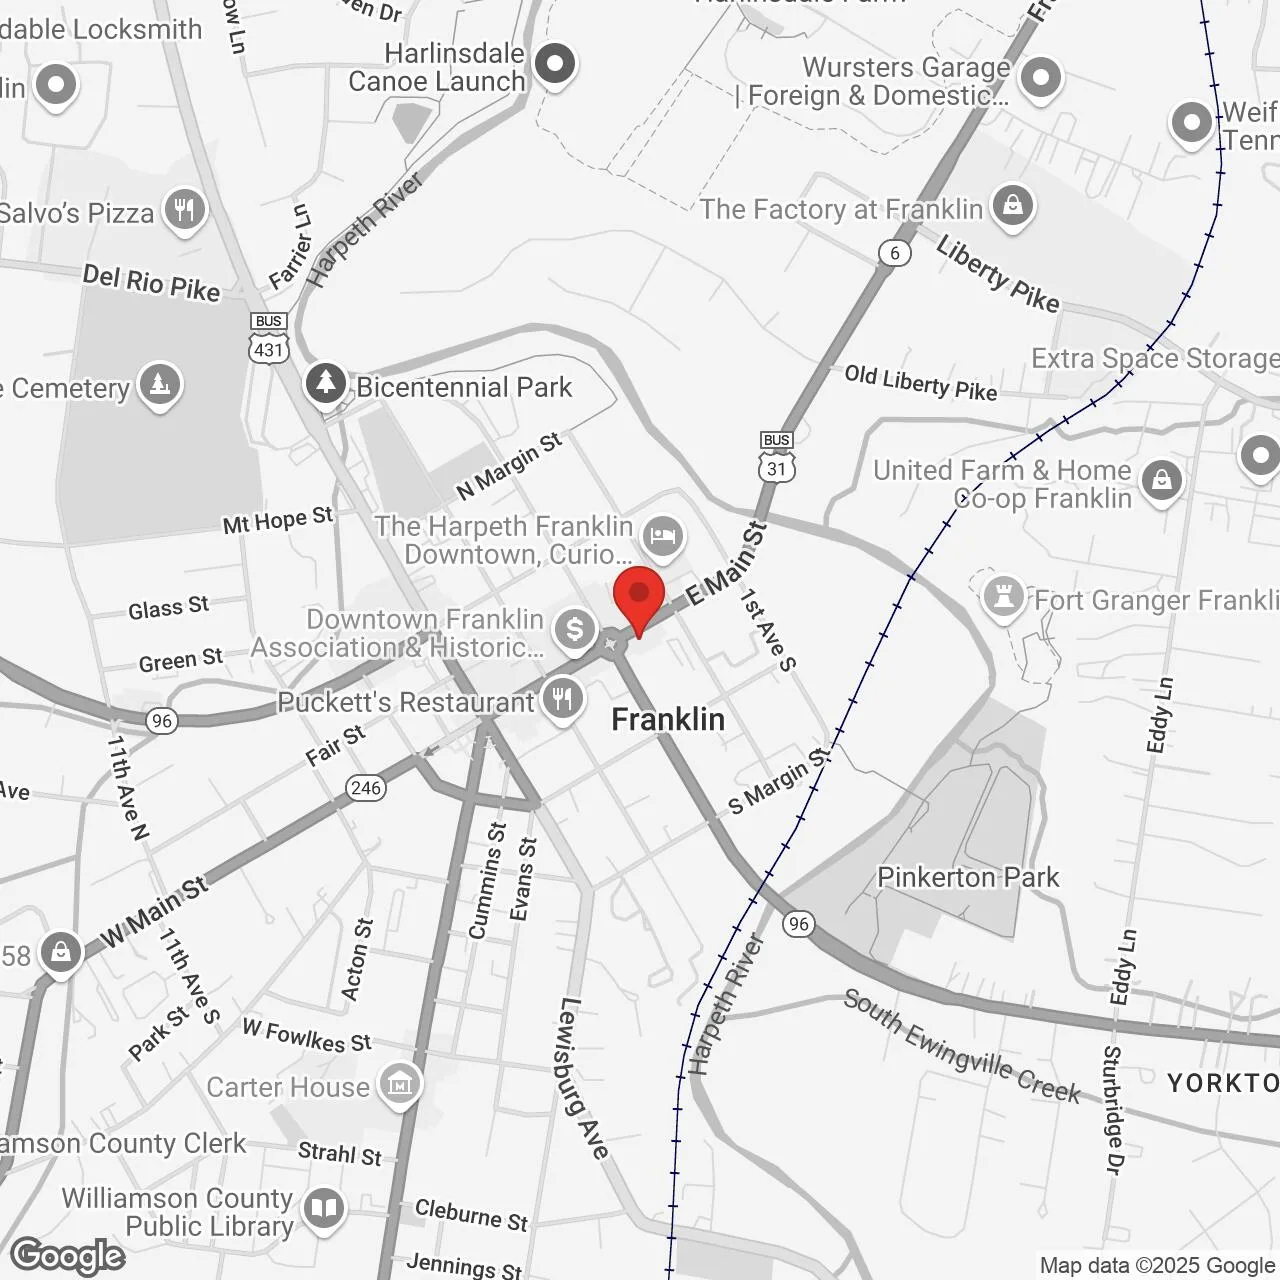 Harlinsdale Farm
dable Locksmith
Harlinsdale
Canoe Launch
lin
Wursters Garage
| Foreign & Domestic...
Weif
Tenn
Salvo's Pizza
Farrier Ln
Harpeth River
The Factory at Franklin
Del Rio Pike
6
Liberty Pike
BUS
431
e Cemetery
Bicentennial Park
Extra Space Storage
Old Liberty Pike
BUS
31
N Margin St
United Farm & Home
Co-op Franklin
Mt Hope St
The Harpeth Franklin
Downtown, Curio...
E Main St
1st Ave S
Glass St
Downtown Franklin
Association & Historic...
Fort Granger Frankli
Green St
Puckett's Restaurant
Franklin
96
Fair St
Eddy Ln
11th Ave N
246
Ave
S Margin St
Cummins St
Evans St
Pinkerton Park
W Main St
96
58
11th Ave S
Acton St
Harpeth River
Eddy Ln
Park St
W Fowlkes St
Lewisburg Ave
South Ewingville Creek
Carter House
Sturbridge Dr
YORKTO
amson County Clerk
Strahl St
Williamson County
Public Library
Cleburne St
Jennings St
Google
Map data ©2025 Google